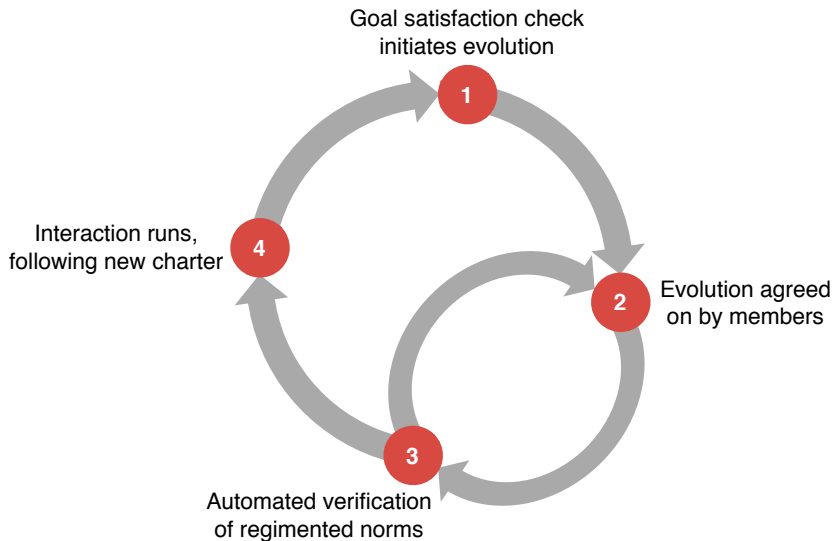 Goal satisfaction check
initiates evolution
1
Interaction runs,
following new charter
4
2
Evolution agreed
on by members
3
Automated verification
of regimented norms